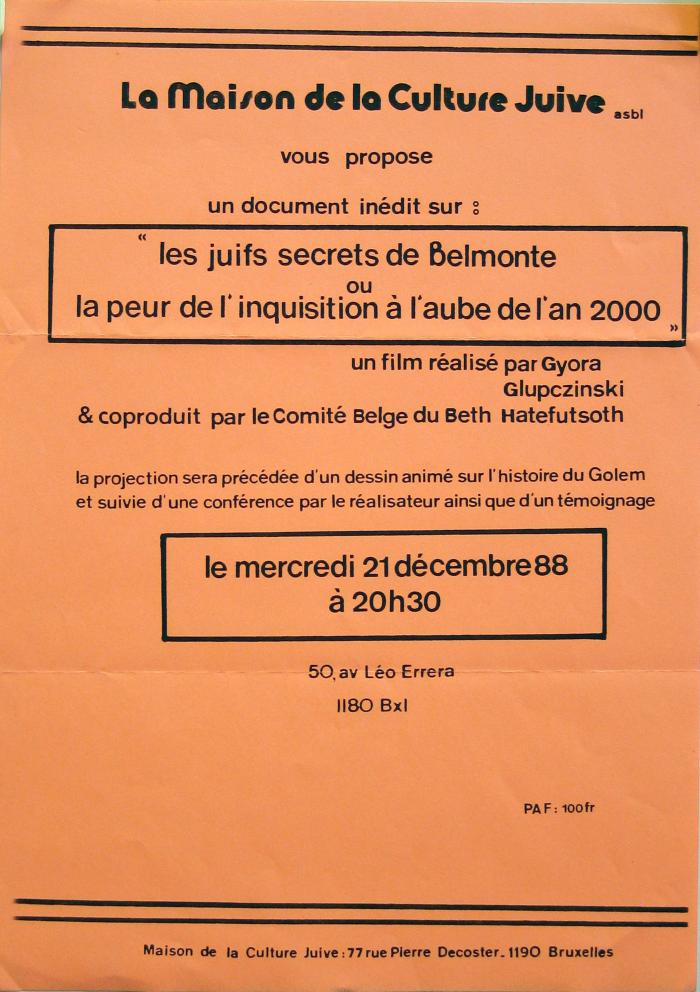 La Maison de la Culture Juive asbl
vous propose
un document inédit sur :
" les juifs secrets de Belmonte
ou
la peur de l'inquisition à l'aube de l'an 2000 "
un film réalisé par Gyora
Glupczinski
& coproduit par le Comité Belge du Beth Hatefutsoth
la projection sera précédée d'un dessin animé sur l'histoire du Golem
et suivie d'une conférence par le réalisateur ainsi que d'un témoignage
le mercredi 21 décembre 88
à 20h30
50, av Léo Errera
1180 Bxl
PAF : 100 fr
Maison de la Culture Juive : 77 rue Pierre Decoster_ 1190 Bruxelles